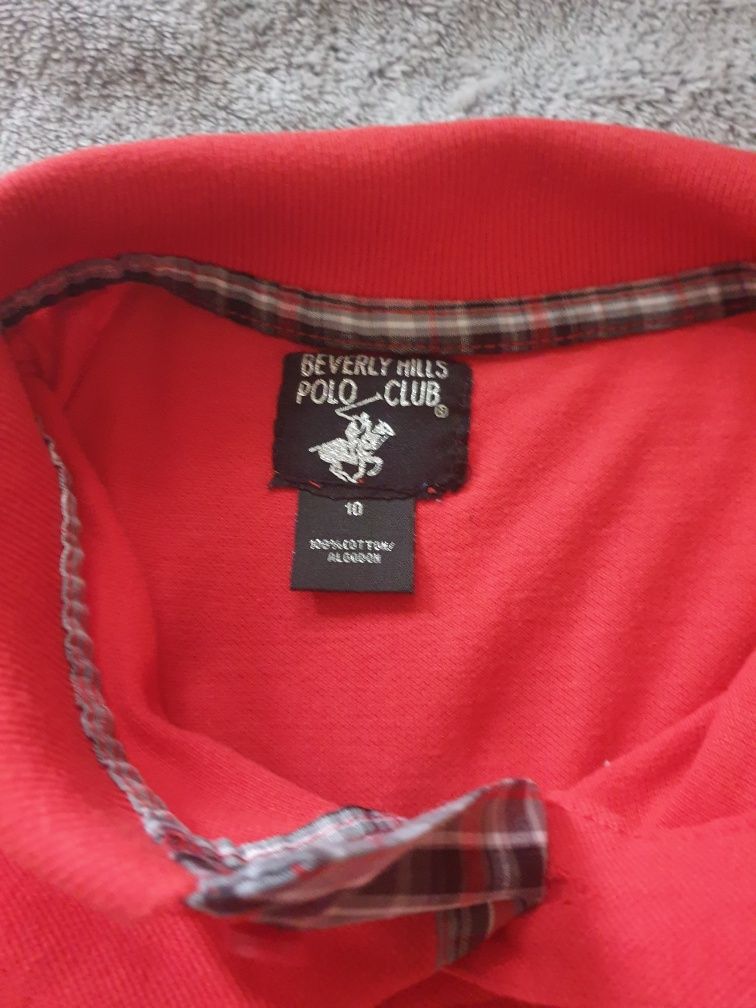 BEVERLY HILLS
POLO CLUB®
10
100%COTTON/
ALGODON